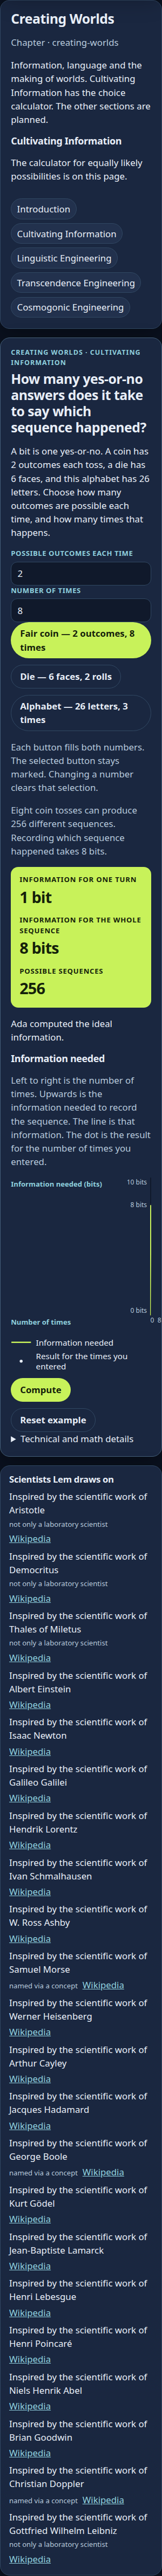 Creating Worlds
Chapter · creating-worlds
Information, language and the
making of worlds. Cultivating
Information has the choice
calculator. The other sections are
planned.
Cultivating Information
The calculator for equally likely
possibilities is on this page.
Introduction
Cultivating Information
Linguistic Engineering
Transcendence Engineering
Cosmogonic Engineering
CREATING WORLDS · CULTIVATING
INFORMATION
How many yes-or-no
answers does it take
to say which
sequence happened?
A bit is one yes-or-no. A coin has
2 outcomes each toss, a die has
6 faces, and this alphabet has 26
letters. Choose how many
outcomes are possible each
time, and how many times that
happens.
POSSIBLE OUTCOMES EACH TIME
2
NUMBER OF TIMES
8
Fair coin — 2 outcomes, 8
times
Die — 6 faces, 2 rolls
Alphabet — 26 letters, 3
times
Each button fills both numbers.
The selected button stays
marked. Changing a number
clears that selection.
Eight coin tosses can produce
256 different sequences.
Recording which sequence
happened takes 8 bits.
INFORMATION FOR ONE TURN
1 bit
INFORMATION FOR THE WHOLE
SEQUENCE
8 bits
POSSIBLE SEQUENCES
256
Ada computed the ideal
information.
Information needed
Left to right is the number of
times. Upwards is the
information needed to record
the sequence. The line is that
information. The dot is the result
for the number of times you
entered.
Information needed (bits)
10 bits
8 bits
0 bits
0 8
Number of times
Information needed
Result for the times you
entered
Compute
Reset example
Technical and math details
Scientists Lem draws on
Inspired by the scientific work of
Aristotle
not only a laboratory scientist
Wikipedia
Inspired by the scientific work of
Democritus
not only a laboratory scientist
Wikipedia
Inspired by the scientific work of
Thales of Miletus
not only a laboratory scientist
Wikipedia
Inspired by the scientific work of
Albert Einstein
Wikipedia
Inspired by the scientific work of
Isaac Newton
Wikipedia
Inspired by the scientific work of
Galileo Galilei
Wikipedia
Inspired by the scientific work of
Hendrik Lorentz
Wikipedia
Inspired by the scientific work of
Ivan Schmalhausen
Wikipedia
Inspired by the scientific work of
W. Ross Ashby
Wikipedia
Inspired by the scientific work of
Samuel Morse
named via a concept Wikipedia
Inspired by the scientific work of
Werner Heisenberg
Wikipedia
Inspired by the scientific work of
Arthur Cayley
Wikipedia
Inspired by the scientific work of
Jacques Hadamard
Wikipedia
Inspired by the scientific work of
George Boole
named via a concept Wikipedia
Inspired by the scientific work of
Kurt Gödel
Wikipedia
Inspired by the scientific work of
Jean-Baptiste Lamarck
Wikipedia
Inspired by the scientific work of
Henri Lebesgue
Wikipedia
Inspired by the scientific work of
Henri Poincaré
Wikipedia
Inspired by the scientific work of
Niels Henrik Abel
Wikipedia
Inspired by the scientific work of
Brian Goodwin
Wikipedia
Inspired by the scientific work of
Christian Doppler
named via a concept Wikipedia
Inspired by the scientific work of
Gottfried Wilhelm Leibniz
not only a laboratory scientist
Wikipedia